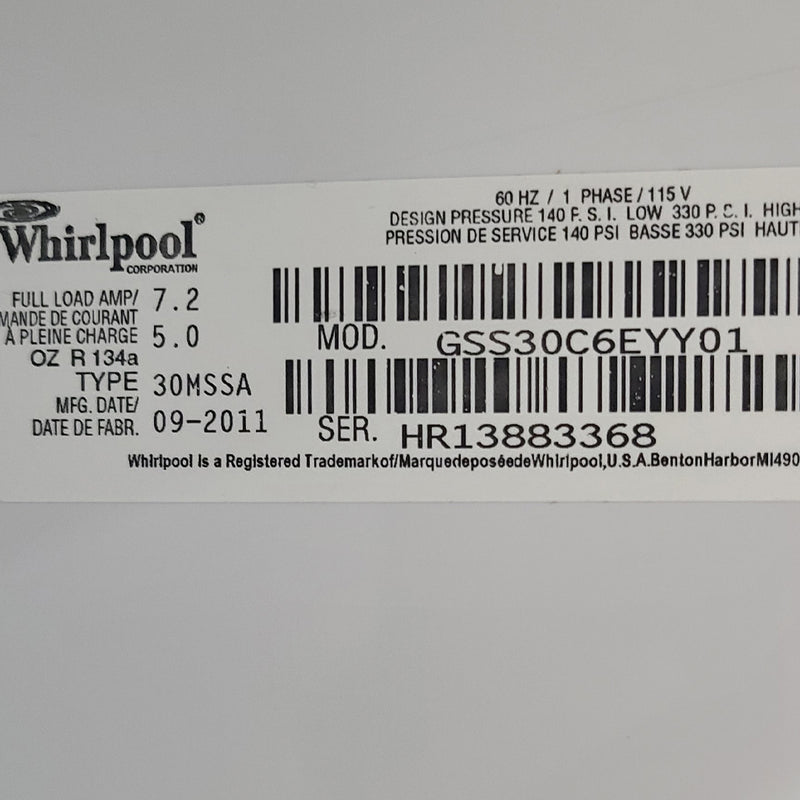 60 HZ / 1 PHASE / 115 V
DESIGN PRESSURE 140 P. S. I. LOW 330 P. S. I. HIGH
PRESSION DE SERVICE 140 PSI BASSE 330 PSI HAUT
Whirlpool®
CORPORATION
FULL LOAD AMP/ 7.2
MANDE DE COURANT
À PLEINE CHARGE 5.0
OZ R 134a
TYPE 30MSSA
MFG. DATE/
DATE DE FABR. 09-2011
MOD. GSS30C6EYY01
SER. HR13883368
Whirlpool is a Registered Trademarkof/MarquedeposéedeWhirlpool,U.S.A.BentonHarborMI490